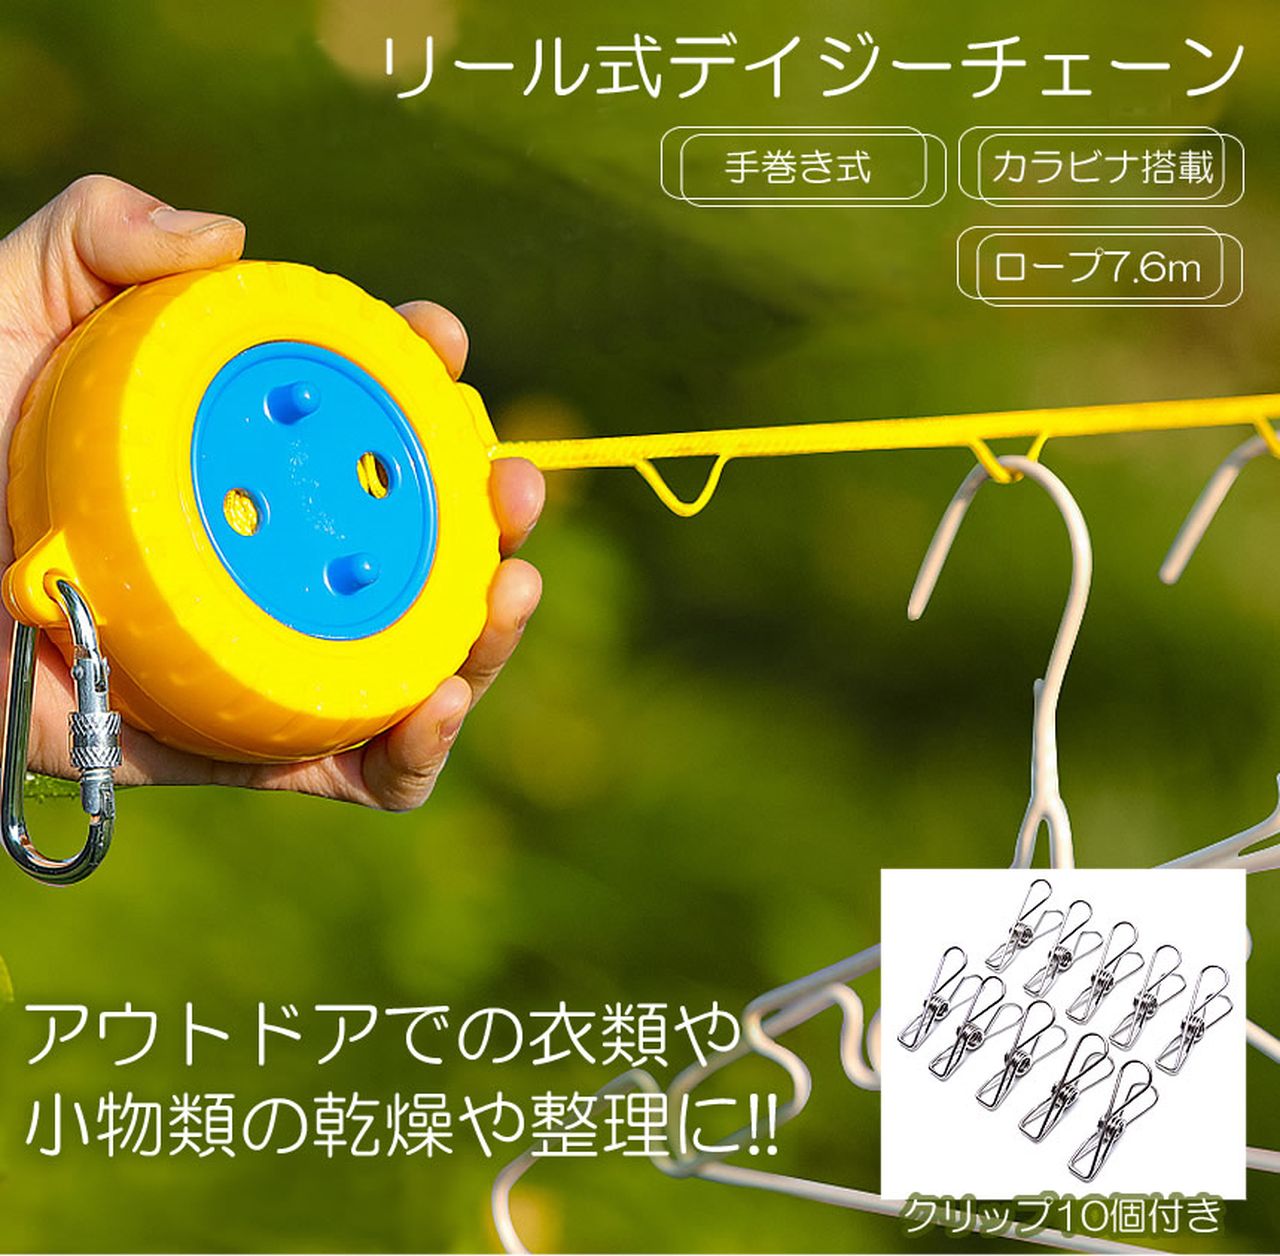 リール式デイジーチェーン
手巻き式
カラビナ搭載
ロープ7.6m
アウトドアでの衣類や
小物類の乾燥や整理に!!
クリップ10個付き